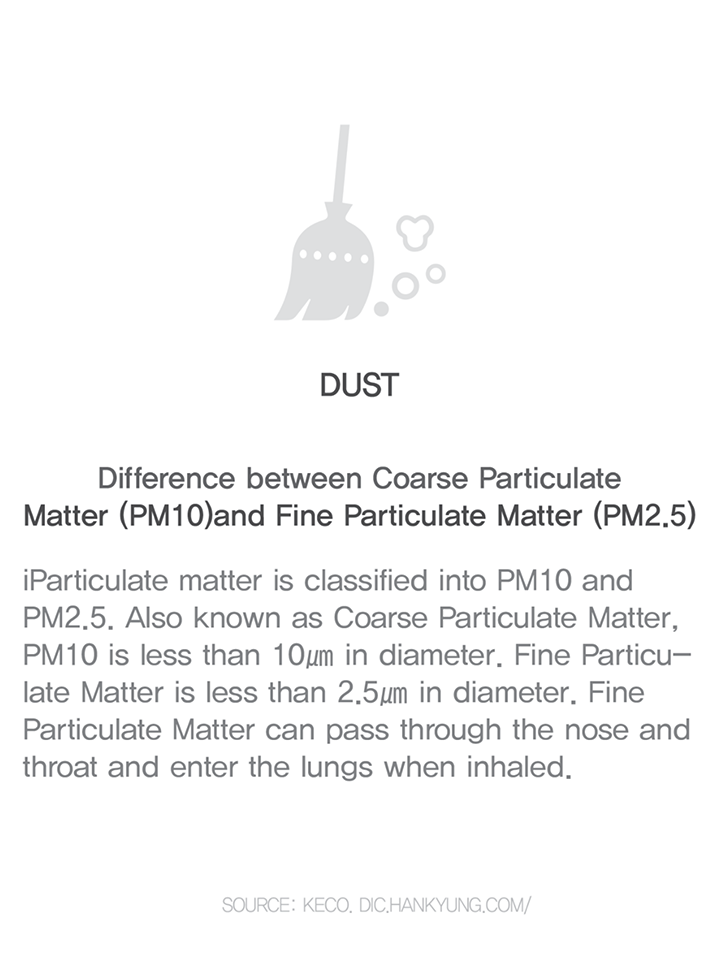 DUST
Difference between Coarse Particulate
Matter (PM10)and Fine Particulate Matter (PM2.5)
iParticulate matter is classified into PM10 and
PM2.5. Also known as Coarse Particulate Matter,
PM10 is less than 10㎛ in diameter. Fine Particu-
late Matter is less than 2.5㎛ in diameter. Fine
Particulate Matter can pass through the nose and
throat and enter the lungs when inhaled.
SOURCE: KECO. DIC.HANKYUNG.COM/